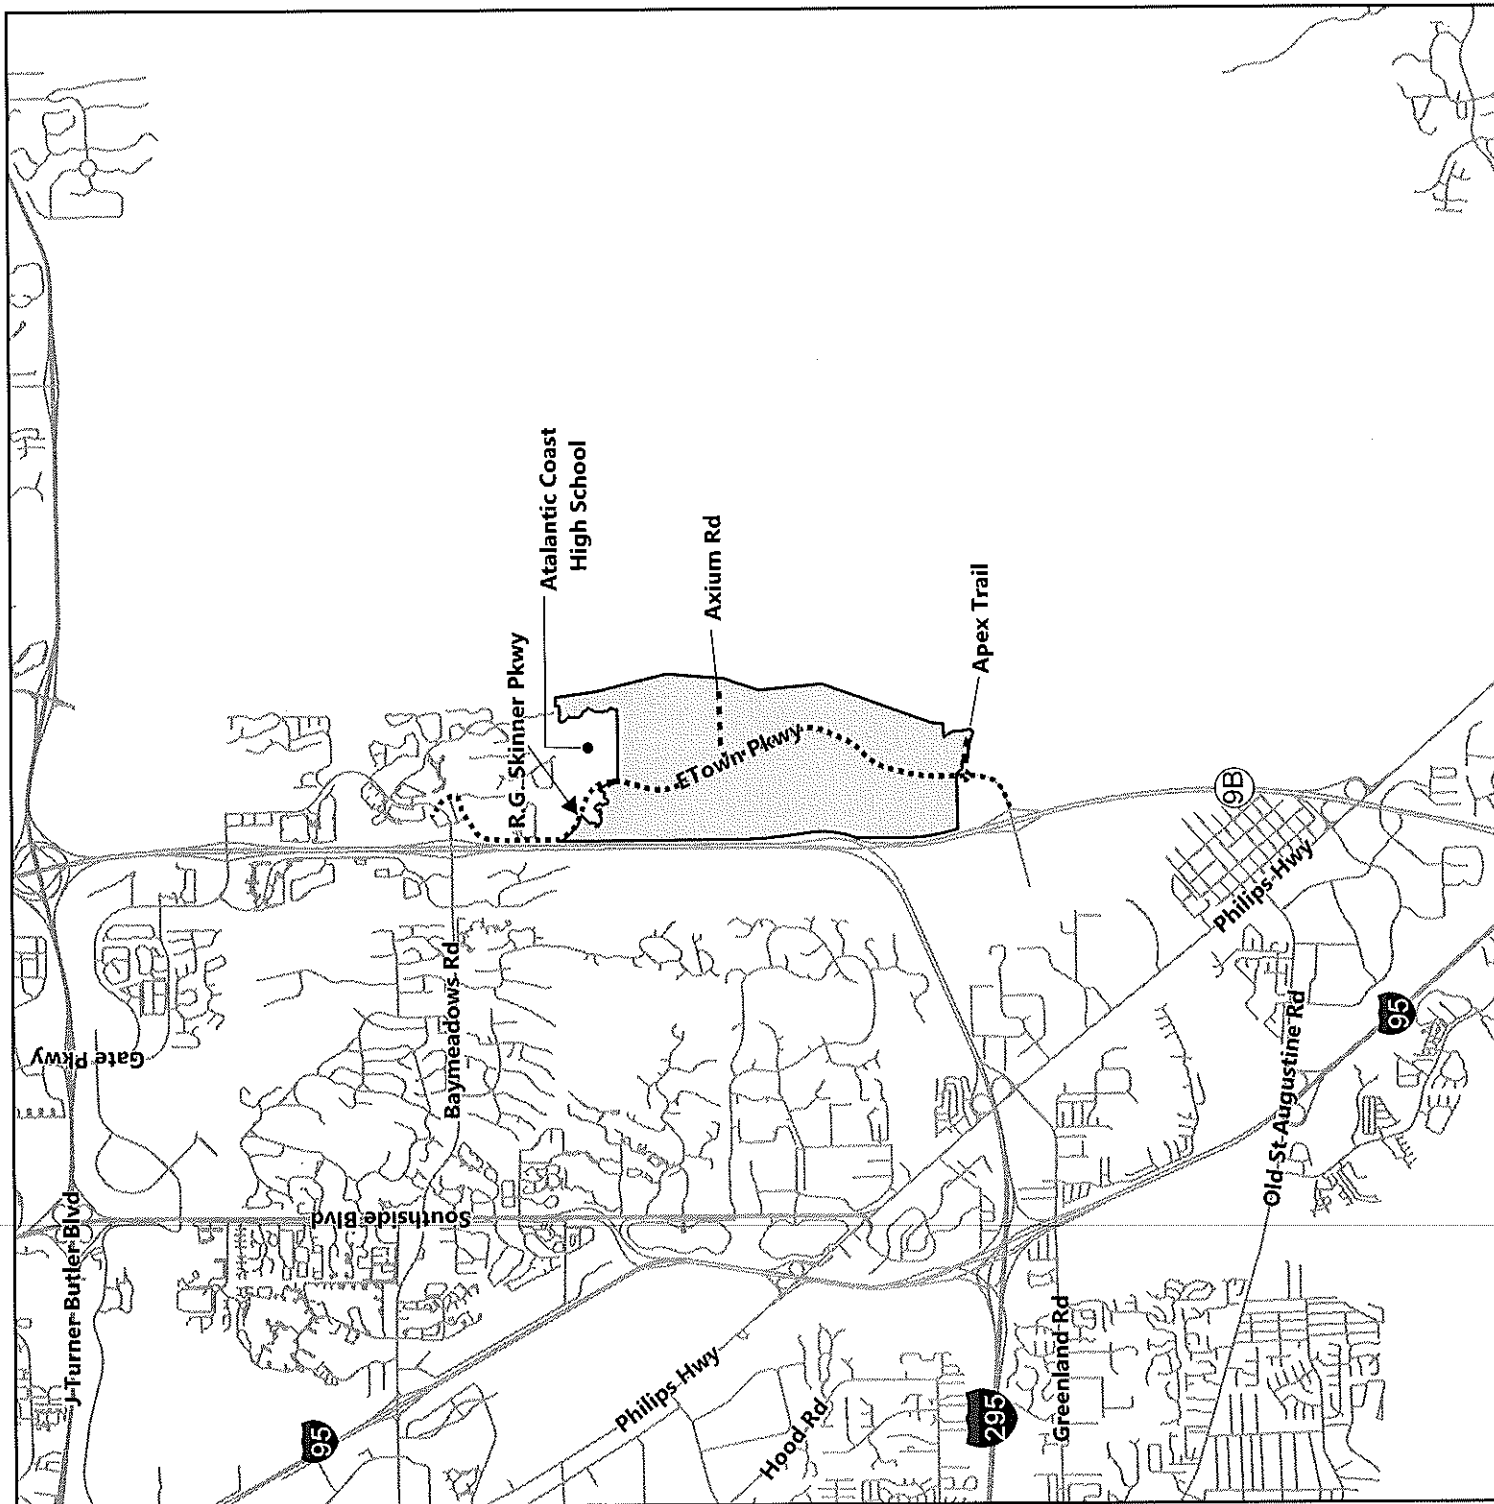 Gate Pkwy
J Turner Butler Blvd
Southside Blvd
Baymeadows Rd
95
R.G. Skinner Pkwy
Atalantic Coast
High School
Axium Rd
ETown Pkwy
Apex Trail
9B
Philips Hwy
95
Old St Augustine Rd
Philips Hwy
Hood Rd
295
Greenland Rd